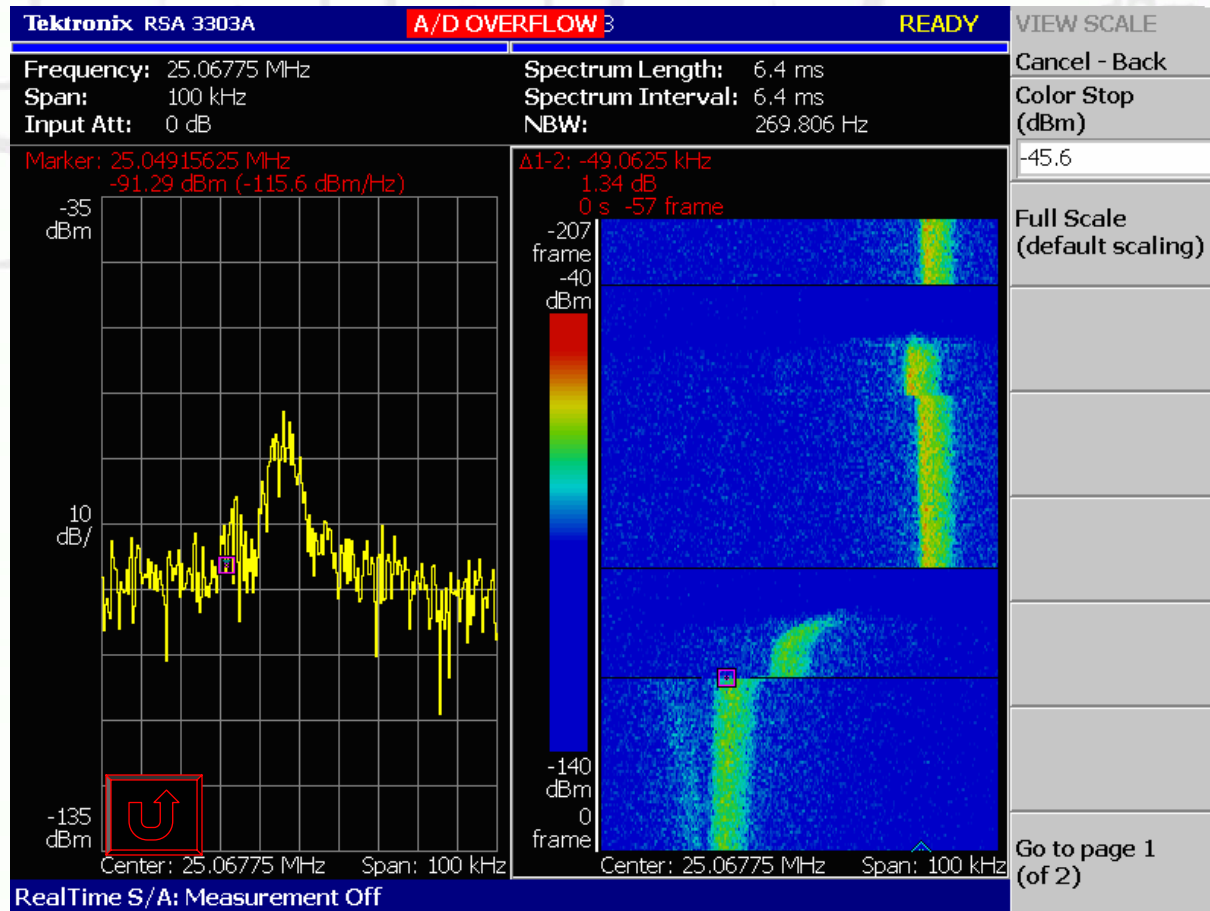 Tektronix RSA 3303A
A/D OVERFLOW
READY
VIEW SCALE
Cancel - Back
Frequency: 25.06775 MHz
Span: 100 kHz
Input Att: 0 dB
Spectrum Length: 6.4 ms
Spectrum Interval: 6.4 ms
NBW: 269.806 Hz
Color Stop
(dBm)
-45.6
Full Scale
(default scaling)
Go to page 1
(of 2)
Marker: 25.04915625 MHz
-91.29 dBm (-115.6 dBm/Hz)
-35
dBm
10
dB/
-135
dBm
Center: 25.06775 MHz Span: 100 kHz
Δ1-2: -49.0625 kHz
1.34 dB
0 s -57 frame
-207
frame
-40
dBm
-140
dBm
0
frame
Center: 25.06775 MHz Span: 100 kHz
RealTime S/A: Measurement Off